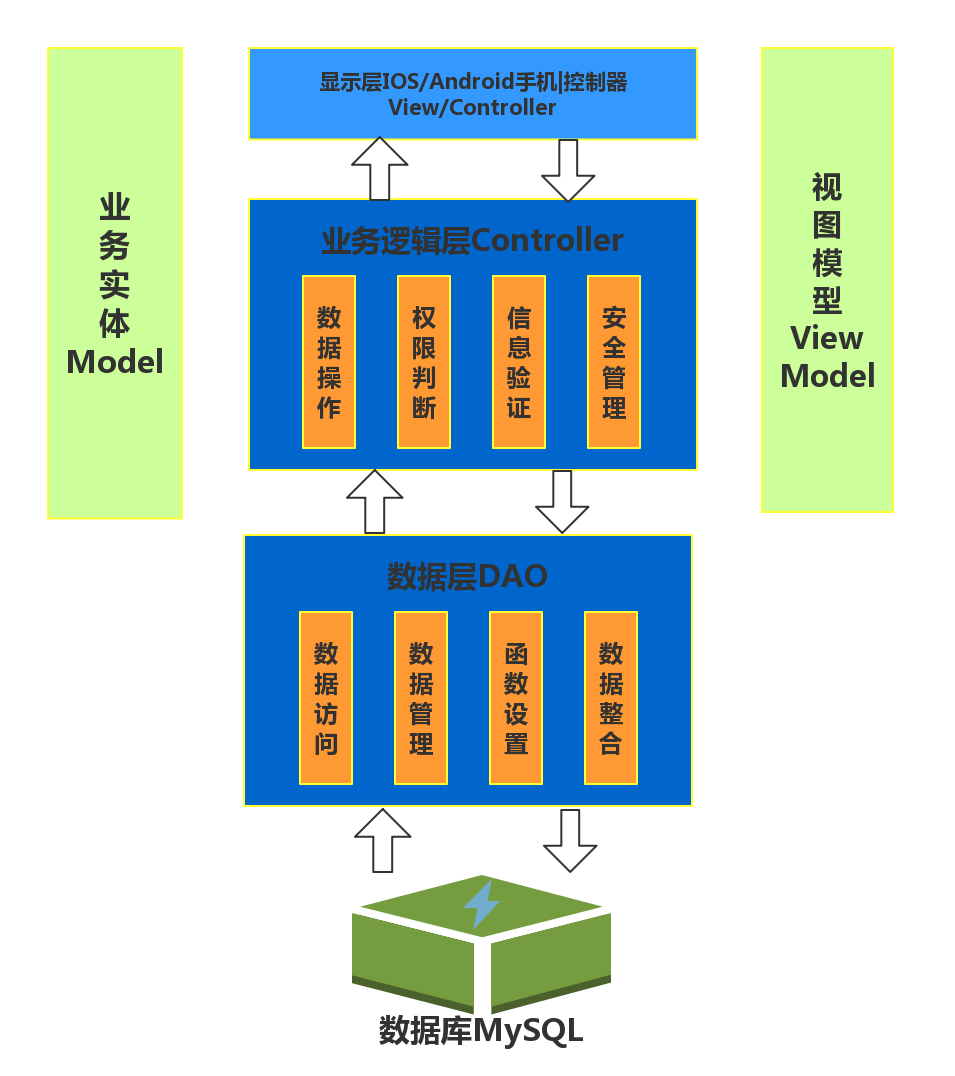 业务实体
Model
显示层IOS/Android手机|控制器
View/Controller
视图模型
View
Model
业务逻辑层Controller
数据操作
权限判断
信息验证
安全管理
数据层DAO
数据访问
数据管理
函数设置
数据整合
数据库MySQL